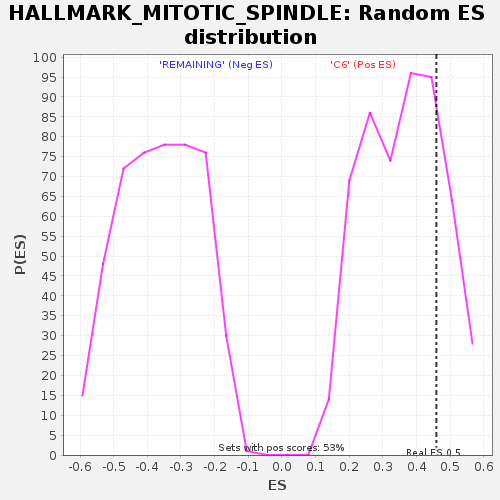 HALLMARK_MITOTIC_SPINDLE: Random ES
distribution
'REMAINING' (Neg ES)
'C6' (Pos ES)
100
95
90
85
80
75
70
65
60
55
50
45
40
35
30
25
20
15
10
5
0
P(ES)
Sets with pos scores: 53%
Real ES 0.5
-0.6 -0.5 -0.4 -0.3 -0.2 -0.1 0.0 0.1 0.2 0.3 0.4 0.5 0.6
ES